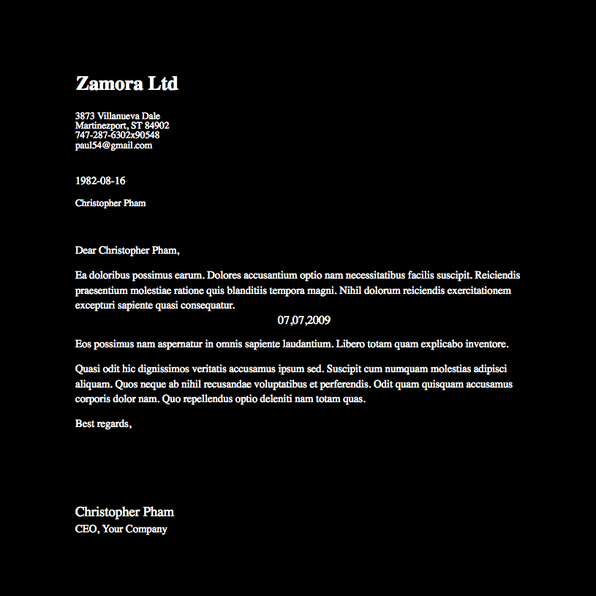 Zamora Ltd
3873 Villanueva Dale
Martinezport, ST 84902
747-287-6302x90548
paul54@gmail.com
1982-08-16
Christopher Pham
Dear Christopher Pham,
Ea doloribus possimus earum. Dolores accusantium optio nam necessitatibus facilis suscipit. Reiciendis
praesentium molestiae ratione quis blanditiis tempora magni. Nihil dolorum reiciendis exercitationem
excepturi sapiente quasi consequatur.
07,07,2009
Eos possimus nam aspernatur in omnis sapiente laudantium. Libero totam quam explicabo inventore.
Quasi odit hic dignissimos veritatis accusamus ipsum sed. Suscipit cum numquam molestias adipisci
aliquam. Quos neque ab nihil recusandae voluptatibus et perferendis. Odit quam quisquam accusamus
corporis dolor nam. Quo repellendus optio deleniti nam totam quas.
Best regards,
Christopher Pham
CEO, Your Company